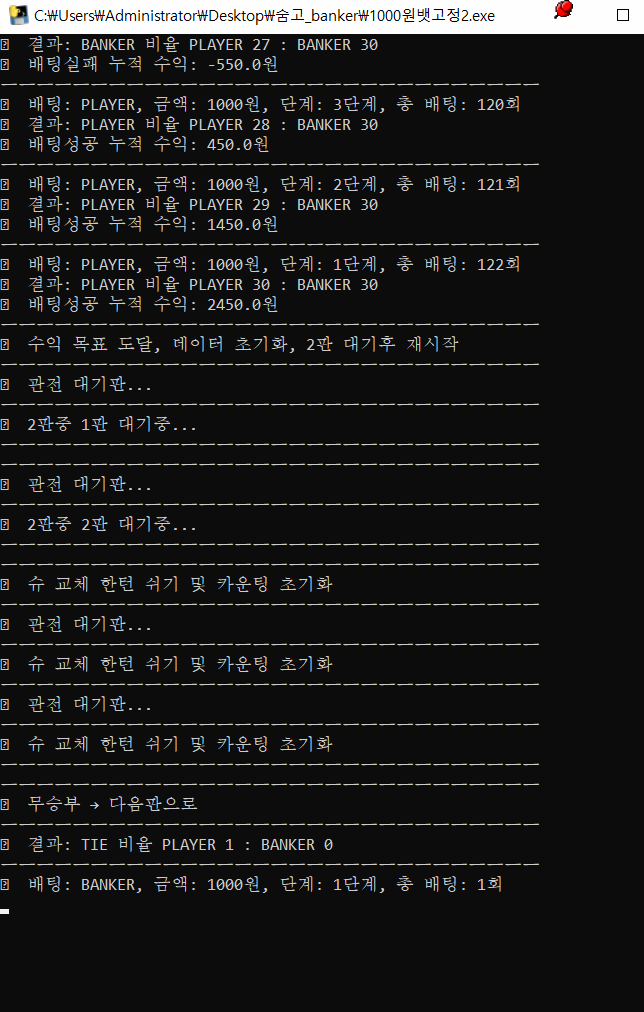 C:₩Users₩Administrator₩Desktop₩숨고_banker₩1000원뱃고정2.exe
결과: BANKER 비율 PLAYER 27 : BANKER 30
배팅실패 누적 수익: -550.0원
배팅: PLAYER, 금액: 1000원, 단계: 3단계, 총 배팅: 120회
결과: PLAYER 비율 PLAYER 28 : BANKER 30
배팅성공 누적 수익: 450.0원
배팅: PLAYER, 금액: 1000원, 단계: 2단계, 총 배팅: 121회
결과: PLAYER 비율 PLAYER 29 : BANKER 30
배팅성공 누적 수익: 1450.0원
배팅: PLAYER, 금액: 1000원, 단계: 1단계, 총 배팅: 122회
결과: PLAYER 비율 PLAYER 30 : BANKER 30
배팅성공 누적 수익: 2450.0원
수익 목표 도달, 데이터 초기화, 2판 대기후 재시작
관전 대기판...
2판중 1판 대기중...
관전 대기판...
2판중 2판 대기중...
슈 교체 한턴 쉬기 및 카운팅 초기화
관전 대기판...
슈 교체 한턴 쉬기 및 카운팅 초기화
관전 대기판...
슈 교체 한턴 쉬기 및 카운팅 초기화
무승부 → 다음판으로
결과: TIE 비율 PLAYER 1 : BANKER 0
배팅: BANKER, 금액: 1000원, 단계: 1단계, 총 배팅: 1회